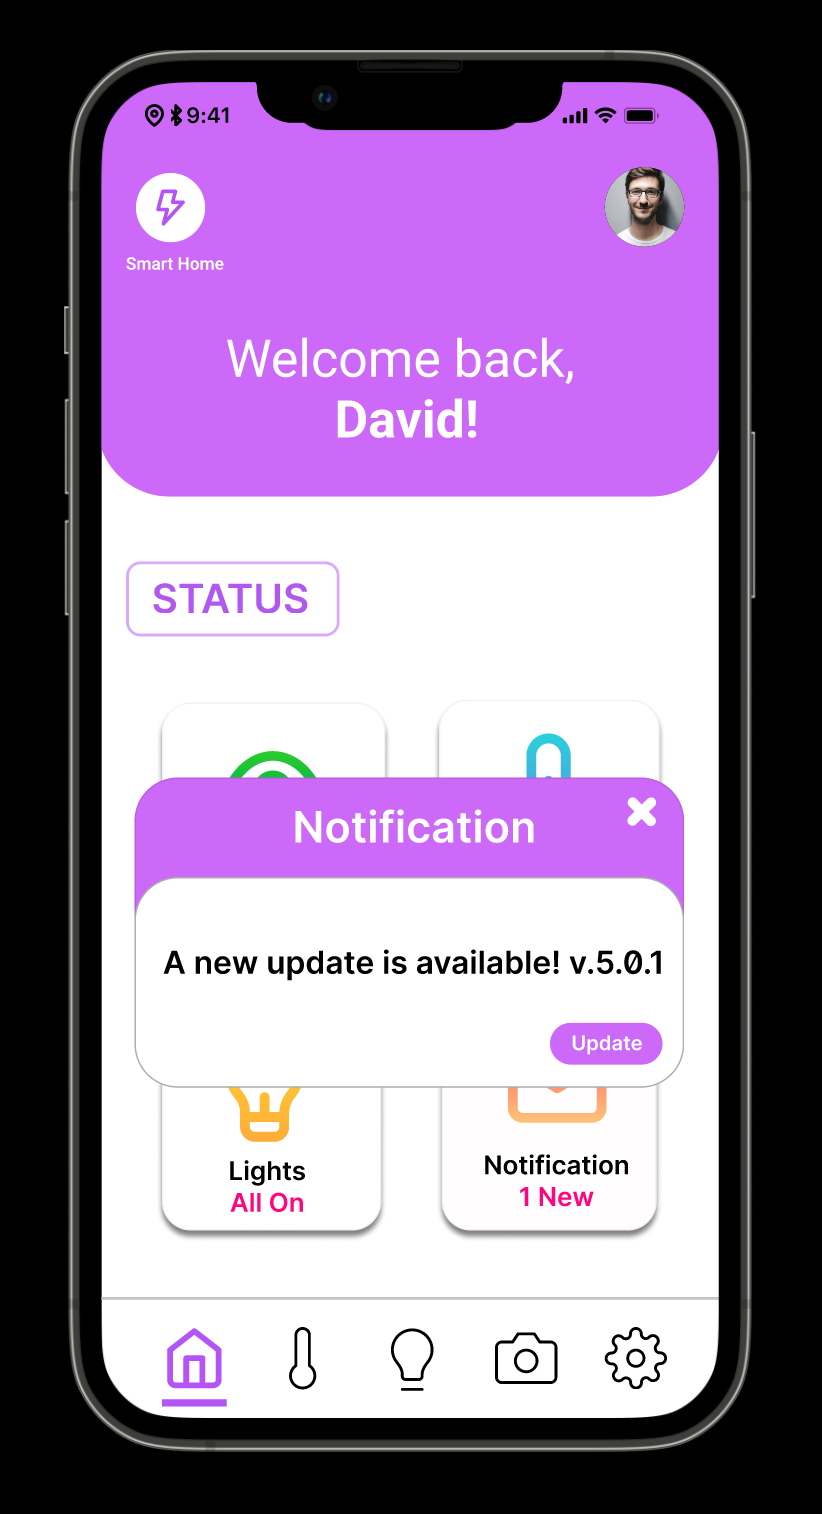 9:41
Smart Home
Welcome back,
David!
STATUS
Notification
A new update is available! v.5.0.1
Update
Lights
All On
Notification
1 New